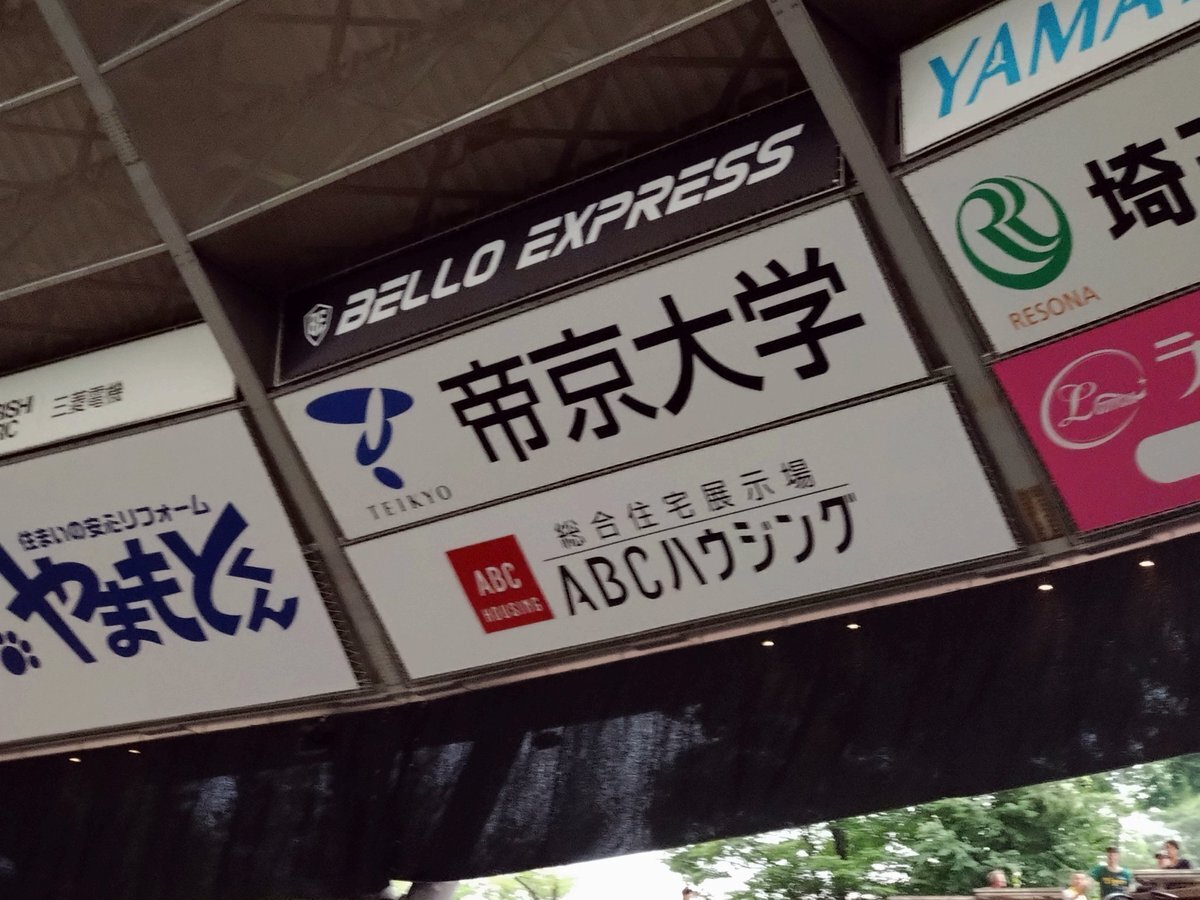 三菱電機
住まいの安心リフォーム
やまもとくん
BELLO EXPRESS
帝京大学
TEIKYO
ABC
HOUSING
総合住宅展示場
ABCハウジング
YAMA
埼
RESONA